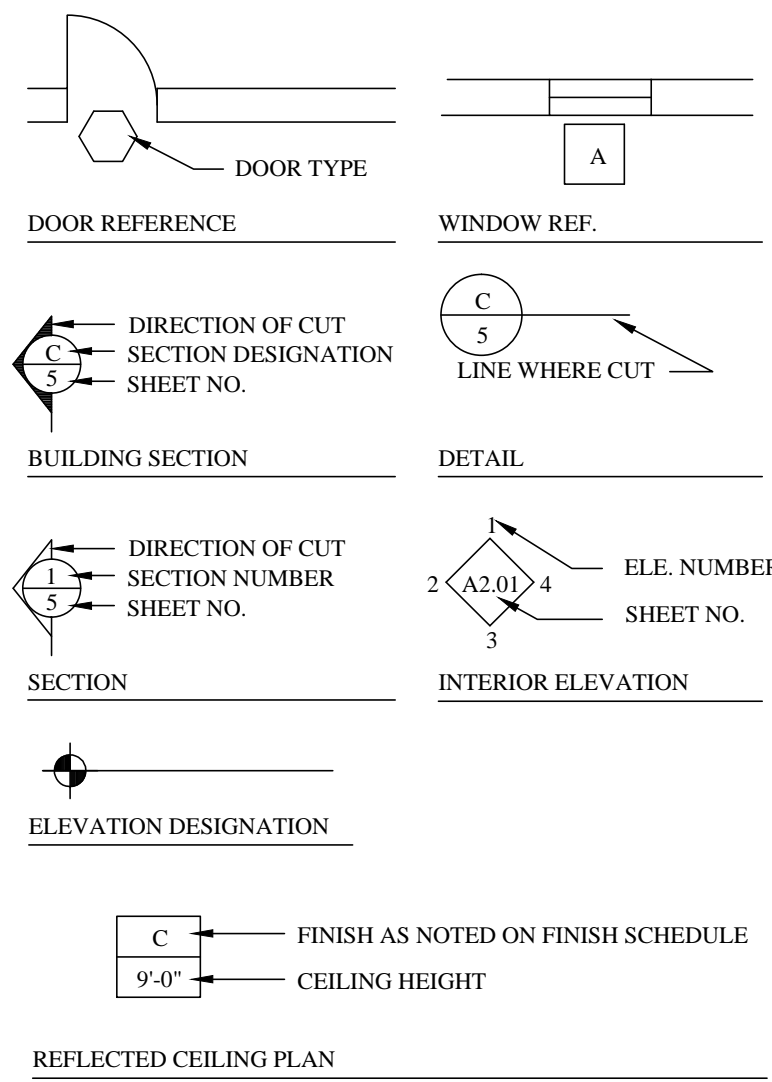 DOOR TYPE
DOOR REFERENCE
A
WINDOW REF.
DIRECTION OF CUT
C
SECTION DESIGNATION
5
SHEET NO.
BUILDING SECTION
C
5
LINE WHERE CUT
DETAIL
DIRECTION OF CUT
1
SECTION NUMBER
5
SHEET NO.
SECTION
1
ELE. NUMBER
2
A2.01
4
SHEET NO.
3
INTERIOR ELEVATION
ELEVATION DESIGNATION
C
FINISH AS NOTED ON FINISH SCHEDULE
9'-0"
CEILING HEIGHT
REFLECTED CEILING PLAN